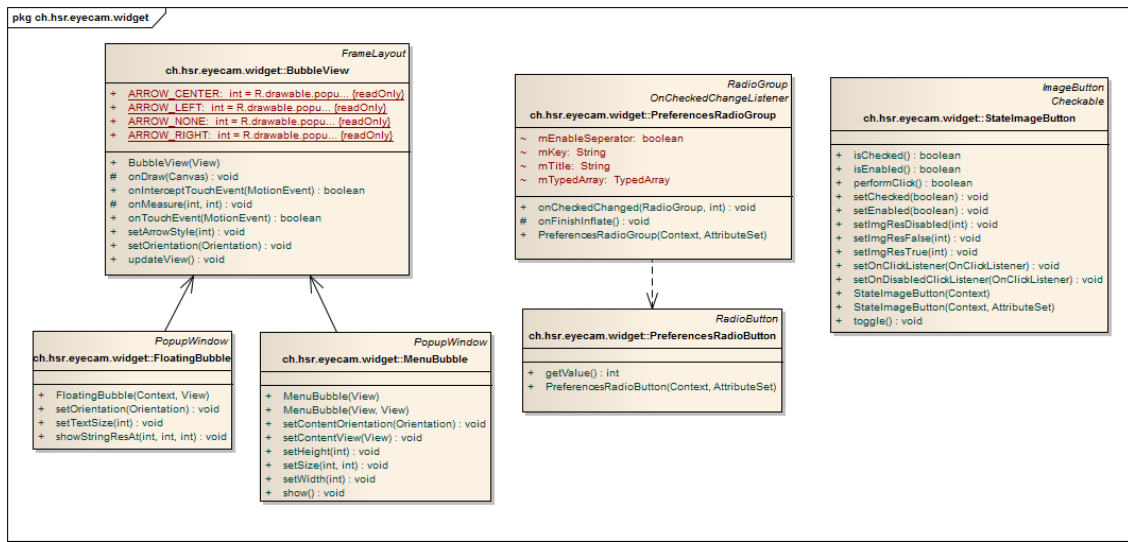 pkg ch.hsr.eyecam.widget
FrameLayout
ch.hsr.eyecam.widget::BubbleView
+ ARROW_CENTER: int = R.drawable.popu... {readOnly}
+ ARROW_LEFT: int = R.drawable.popu... {readOnly}
+ ARROW_NONE: int = R.drawable.popu... {readOnly}
+ ARROW_RIGHT: int = R.drawable.popu... {readOnly}
+ BubbleView(View)
# onDraw(Canvas) : void
+ onInterceptTouchEvent(MotionEvent) : boolean
# onMeasure(int, int) : void
+ onTouchEvent(MotionEvent) : boolean
+ setArrowStyle(int) : void
+ setOrientation(Orientation) : void
+ updateView() : void
RadioGroup
OnCheckedChangeListener
ch.hsr.eyecam.widget::PreferencesRadioGroup
~ mEnableSeperator: boolean
~ mKey: String
~ mTitle: String
~ mTypedArray: TypedArray
+ onCheckedChanged(RadioGroup, int) : void
# onFinishInflate() : void
+ PreferencesRadioGroup(Context, AttributeSet)
ImageButton
Checkable
ch.hsr.eyecam.widget::StateImageButton
+ isChecked() : boolean
+ isEnabled() : boolean
+ performClick() : boolean
+ setChecked(boolean) : void
+ setEnabled(boolean) : void
+ setImgResDisabled(int) : void
+ setImgResFalse(int) : void
+ setImgResTrue(int) : void
+ setOnClickListener(OnClickListener) : void
+ setOnDisabledClickListener(OnClickListener) : void
+ StateImageButton(Context)
+ StateImageButton(Context, AttributeSet)
+ toggle() : void
PopupWindow
ch.hsr.eyecam.widget::FloatingBubble
+ FloatingBubble(Context, View)
+ setOrientation(Orientation) : void
+ setTextSize(int) : void
+ showStringResAt(int, int, int) : void
PopupWindow
ch.hsr.eyecam.widget::MenuBubble
+ MenuBubble(View)
+ MenuBubble(View, View)
+ setContentOrientation(Orientation) : void
+ setContentView(View) : void
+ setHeight(int) : void
+ setSize(int, int) : void
+ setWidth(int) : void
+ show() : void
RadioButton
ch.hsr.eyecam.widget::PreferencesRadioButton
+ getValue() : int
+ PreferencesRadioButton(Context, AttributeSet)